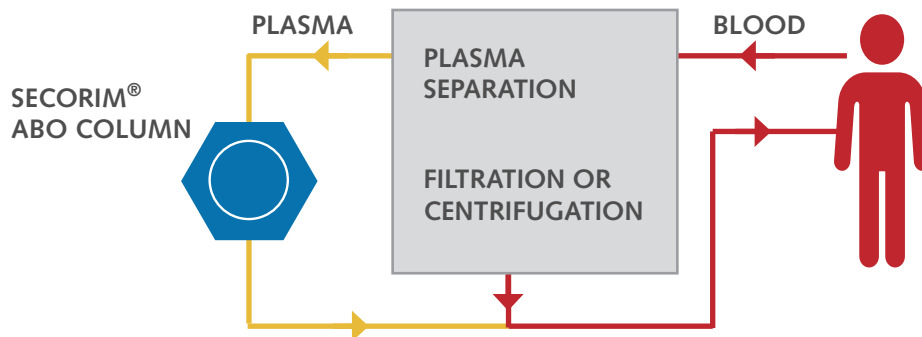 PLASMA
BLOOD
PLASMA
SEPARATION
SECORIM®
ABO COLUMN
FILTRATION OR
CENTRIFUGATION